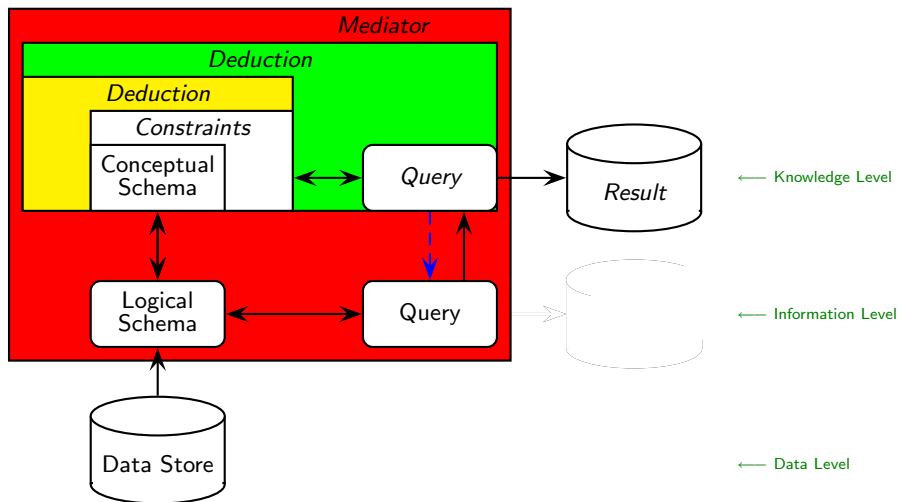 Mediator
Deduction
Deduction
Constraints
Conceptual
Schema
Query
Result
⟵ Knowledge Level
Logical
Schema
Query
⟵ Information Level
Data Store
⟵ Data Level